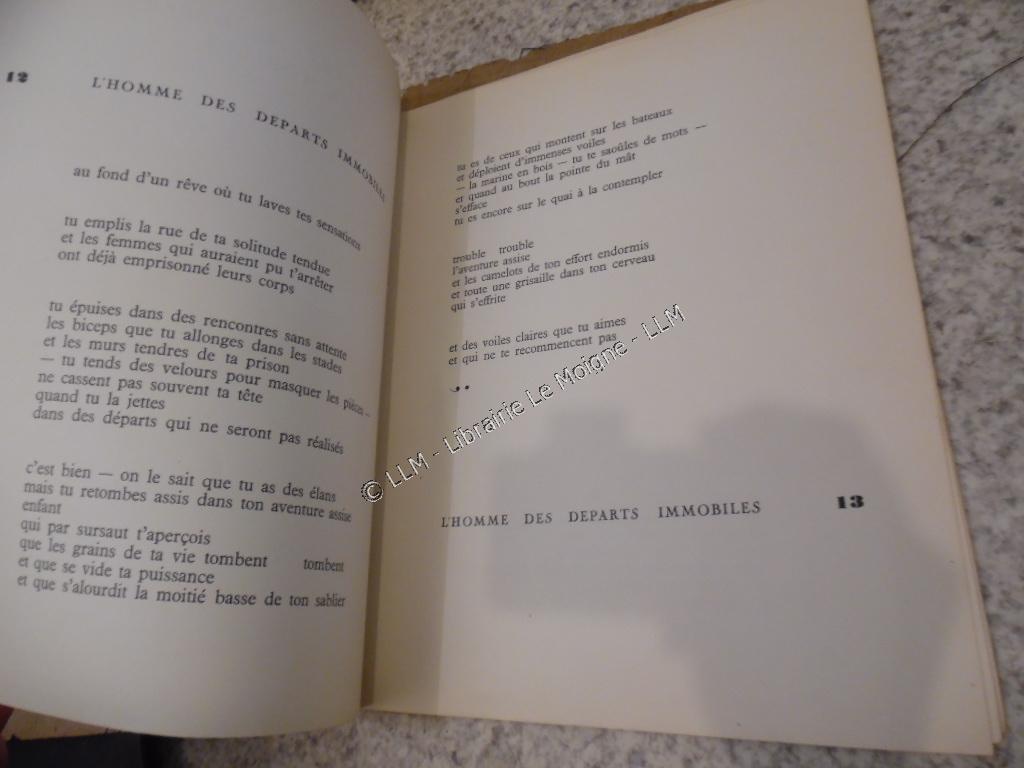 12
L'HOMME DES DEPARTS IMMOBILES
au fond d'un rêve où tu laves tes sensations
tu emplis la rue de ta solitude tendue
et les femmes qui auraient pu t'arrêter
ont déjà emprisonné leurs corps
tu épuises dans des rencontres sans attente
les biceps que tu allonges dans les stades
et les murs tendres de ta prison
— tu tends des velours pour masquer les pièces —
ne cassent pas souvent ta tête
quand tu la jettes
dans des départs qui ne seront pas réalisés
c'est bien — on le sait que tu as des élans
mais tu retombes assis dans ton aventure assise
enfant
qui par sursaut t'aperçois
que les grains de ta vie tombent tombent
et que se vide ta puissance
et que s'alourdit la moitié basse de ton sablier
tu es de ceux qui montent sur les bateaux
et déploient d'immenses voiles
— la marine en bois — tu te saoûles de mots —
et quand au bout la pointe du mât
s'efface
tu es encore sur le quai à la contempler
trouble trouble
l'aventure assise
et les camelots de ton effort endormis
et toute une grisaille dans ton cerveau
qui s'effrite
et des voiles claires que tu aimes
et qui ne te recommencent pas
L'HOMME DES DEPARTS IMMOBILES
13
© LLM - Librairie Le Moigne - LLM